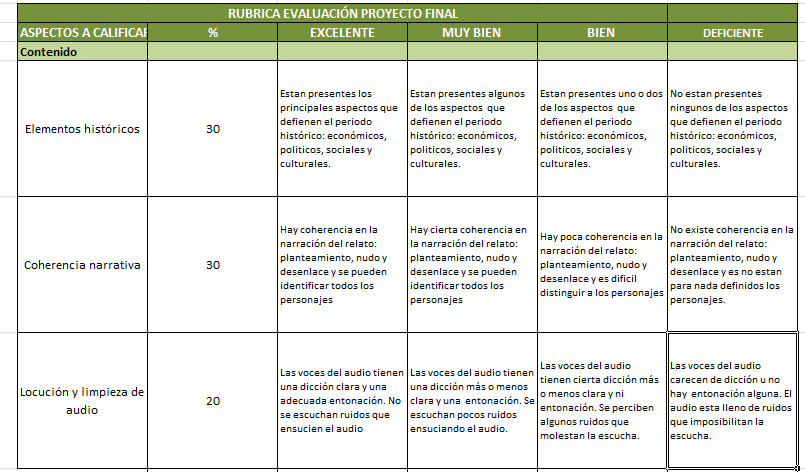 RUBRICA EVALUACIÓN PROYECTO FINAL
ASPECTOS A CALIFICAR % EXCELENTE MUY BIEN BIEN DEFICIENTE
Contenido
Elementos históricos
30
Estan presentes los
principales aspectos que
defienen el periodo
histórico: económicos,
politicos, sociales y
culturales.
Estan presentes algunos
de los aspectos que
defienen el periodo
histórico: económicos,
politicos, sociales y
culturales.
Estan presentes uno o dos
de los aspectos que
defienen el periodo
histórico: económicos,
politicos, sociales y
culturales.
No estan presentes
ningunos de los aspectos
que defienen el periodo
histórico: económicos,
politicos, sociales y
culturales.
Coherencia narrativa
30
Hay coherencia en la
narración del relato:
planteamiento, nudo y
desenlace y se pueden
identificar todos los
personajes
Hay cierta coherencia en
la narración del relato:
planteamiento, nudo y
desenlace y se pueden
identificar todos los
personajes
Hay poca coherencia en la
narración del relato:
planteamiento, nudo y
desenlace y es dificil
distinguir a los personajes
No existe coherencia en la
narración del relato:
planteamiento, nudo y
desenlace y es no estan
para nada definidos los
personajes.
Locución y limpieza de
audio
20
Las voces del audio tienen
una dicción clara y una
adecuada entonación. No
se escuchan ruidos que
ensucien el audio
Las voces del audio tienen
una dicción más o menos
clara y una entonación. Se
escuchan pocos ruidos
ensuciando el audio.
Las voces del audio
tienen cierta dicción más
o menos clara y ni
entonación. Se perciben
algunos ruidos que
molestan la escucha.
Las voces del audio
carecen de dicción u no
hay entonación alguna. El
audio esta lleno de ruidos
que imposibilitan la
escucha.